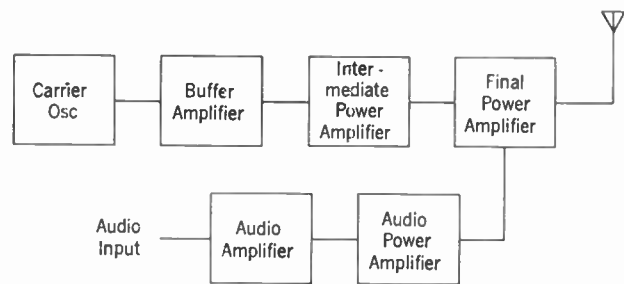 Carrier
Osc
Buffer
Amplifier
Inter-
mediate
Power
Amplifier
Final
Power
Amplifier
Audio
Input
Audio
Amplifier
Audio
Power
Amplifier